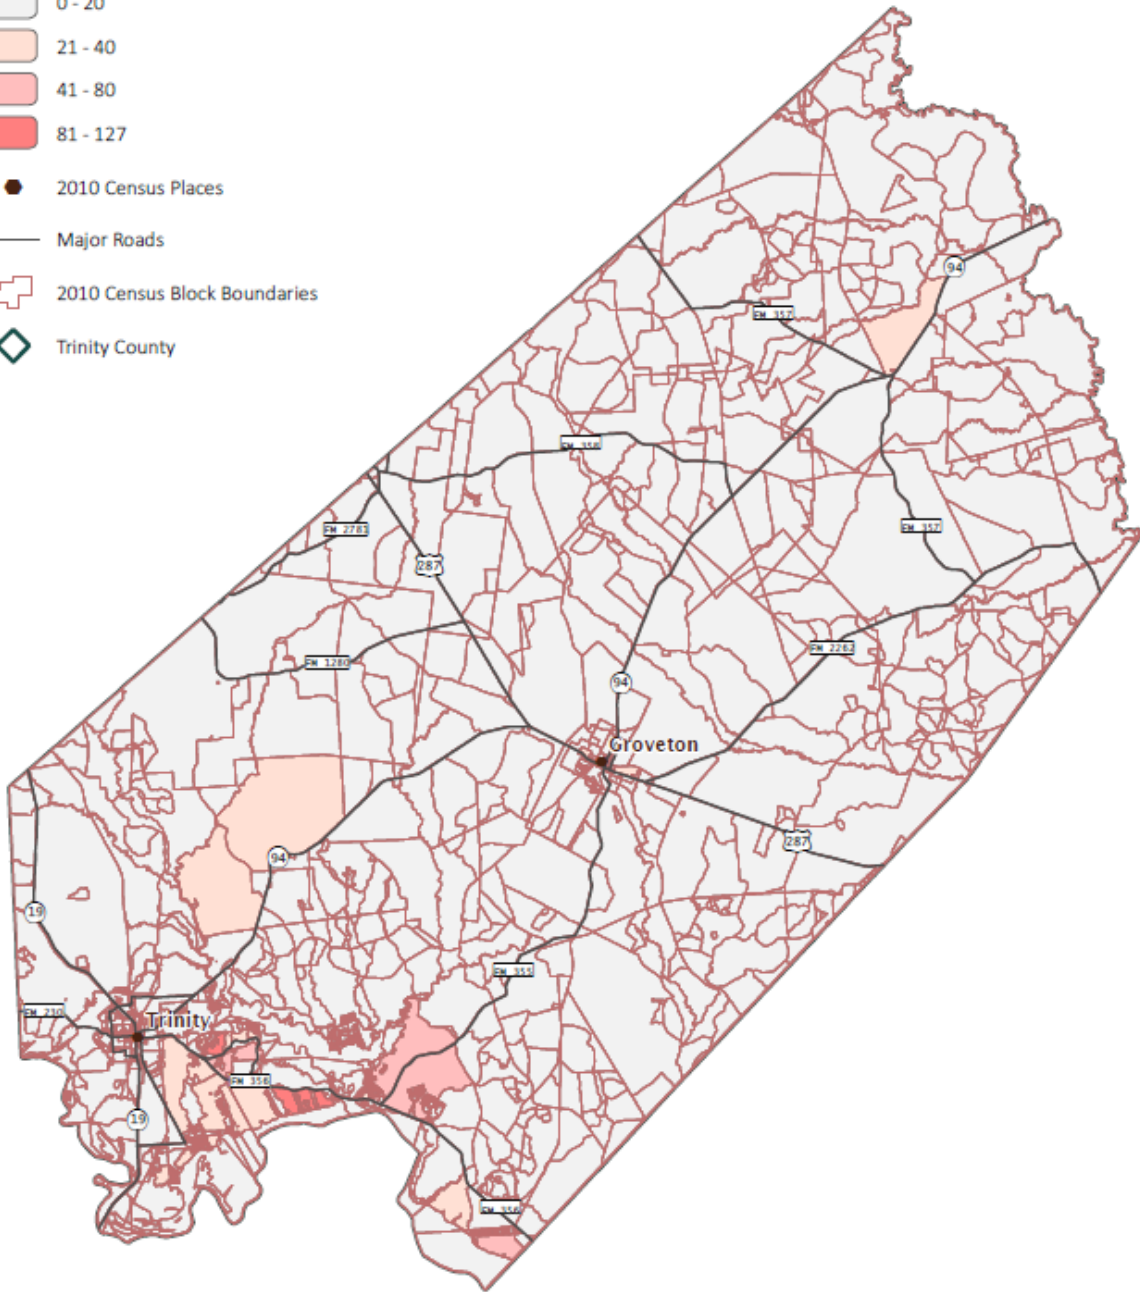 0 - 20
21 - 40
41 - 80
81 - 127
2010 Census Places
Major Roads
2010 Census Block Boundaries
Trinity County
94
FM 357
FM 358
FM 2781
287
FM 357
FM 1280
FM 2262
94
Groveton
287
94
19
FM 355
FM 230
Trinity
FM 356
19
FM 356